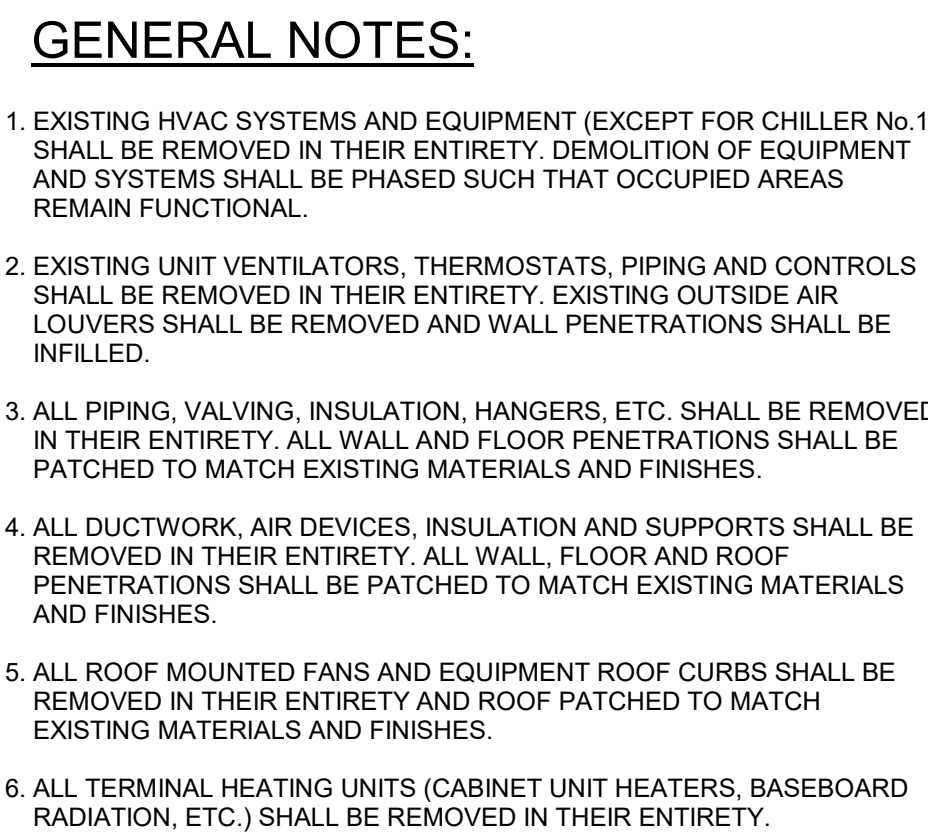 GENERAL NOTES:
1. EXISTING HVAC SYSTEMS AND EQUIPMENT (EXCEPT FOR CHILLER No.1
SHALL BE REMOVED IN THEIR ENTIRETY. DEMOLITION OF EQUIPMENT
AND SYSTEMS SHALL BE PHASED SUCH THAT OCCUPIED AREAS
REMAIN FUNCTIONAL.
2. EXISTING UNIT VENTILATORS, THERMOSTATS, PIPING AND CONTROLS
SHALL BE REMOVED IN THEIR ENTIRETY. EXISTING OUTSIDE AIR
LOUVERS SHALL BE REMOVED AND WALL PENETRATIONS SHALL BE
INFILLED.
3. ALL PIPING, VALVING, INSULATION, HANGERS, ETC. SHALL BE REMOVED
IN THEIR ENTIRETY. ALL WALL AND FLOOR PENETRATIONS SHALL BE
PATCHED TO MATCH EXISTING MATERIALS AND FINISHES.
4. ALL DUCTWORK, AIR DEVICES, INSULATION AND SUPPORTS SHALL BE
REMOVED IN THEIR ENTIRETY. ALL WALL, FLOOR AND ROOF
PENETRATIONS SHALL BE PATCHED TO MATCH EXISTING MATERIALS
AND FINISHES.
5. ALL ROOF MOUNTED FANS AND EQUIPMENT ROOF CURBS SHALL BE
REMOVED IN THEIR ENTIRETY AND ROOF PATCHED TO MATCH
EXISTING MATERIALS AND FINISHES.
6. ALL TERMINAL HEATING UNITS (CABINET UNIT HEATERS, BASEBOARD
RADIATION, ETC.) SHALL BE REMOVED IN THEIR ENTIRETY.